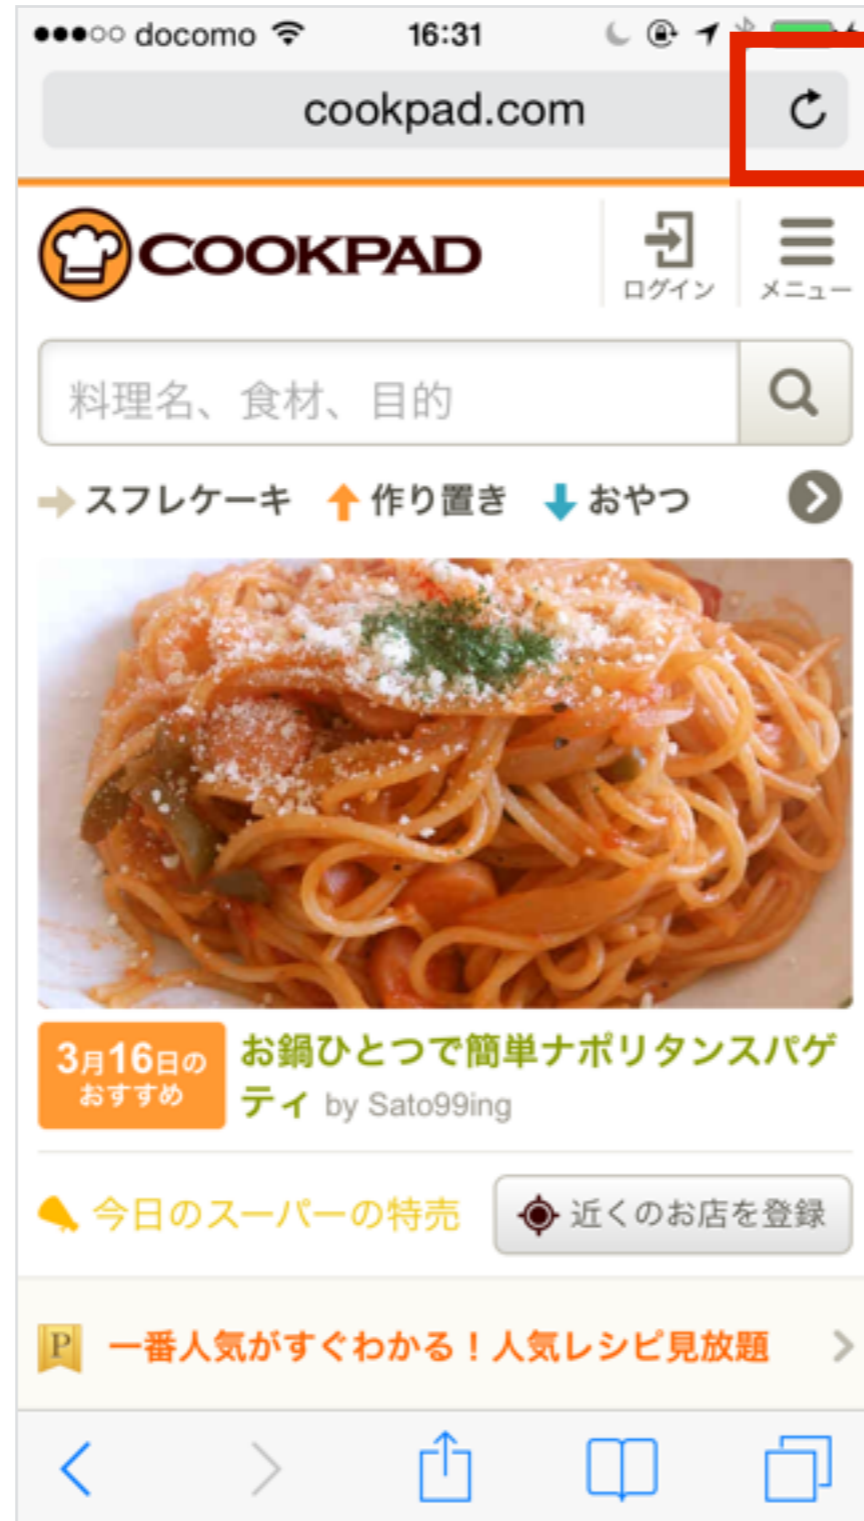 docomo 16:31
cookpad.com
COOKPAD ログイン メニュー
料理名、食材、目的
スフレケーキ 作り置き おやつ
3月16日の
おすすめ
お鍋ひとつで簡単ナポリタンスパゲ
ティ by Sato99ing
今日のスーパーの特売 近くのお店を登録
P 一番人気がすぐわかる！人気レシピ見放題